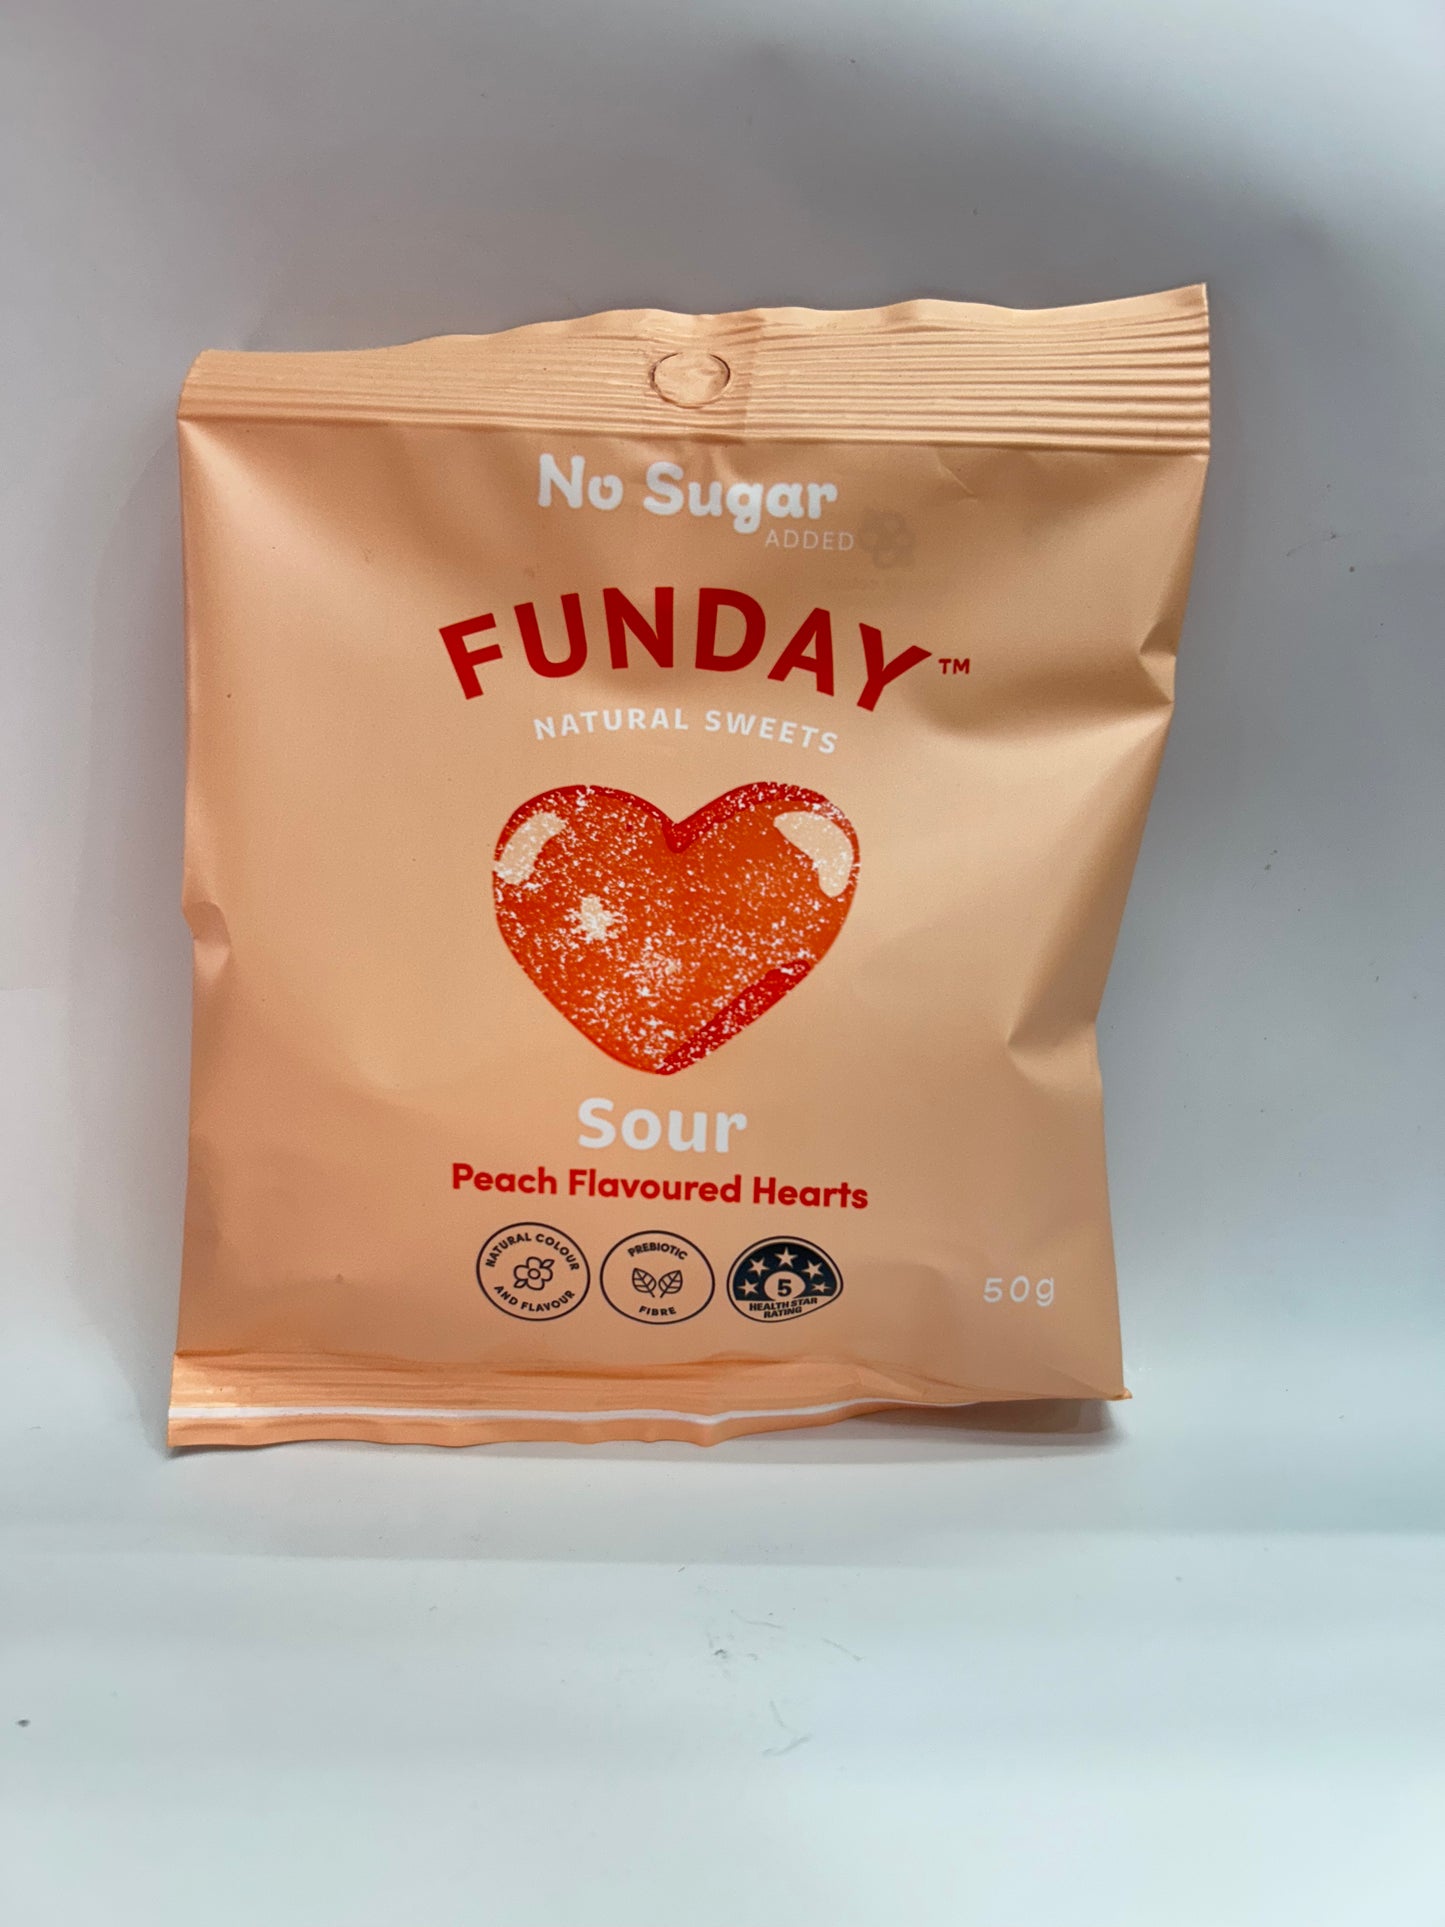 No Sugar
ADDED
FUNDAY™
NATURAL SWEETS
Sour
Peach Flavoured Hearts
NATURAL COLOUR
AND FLAVOUR
PREBIOTIC
FIBRE
5
HEALTH STAR
RATING
50g